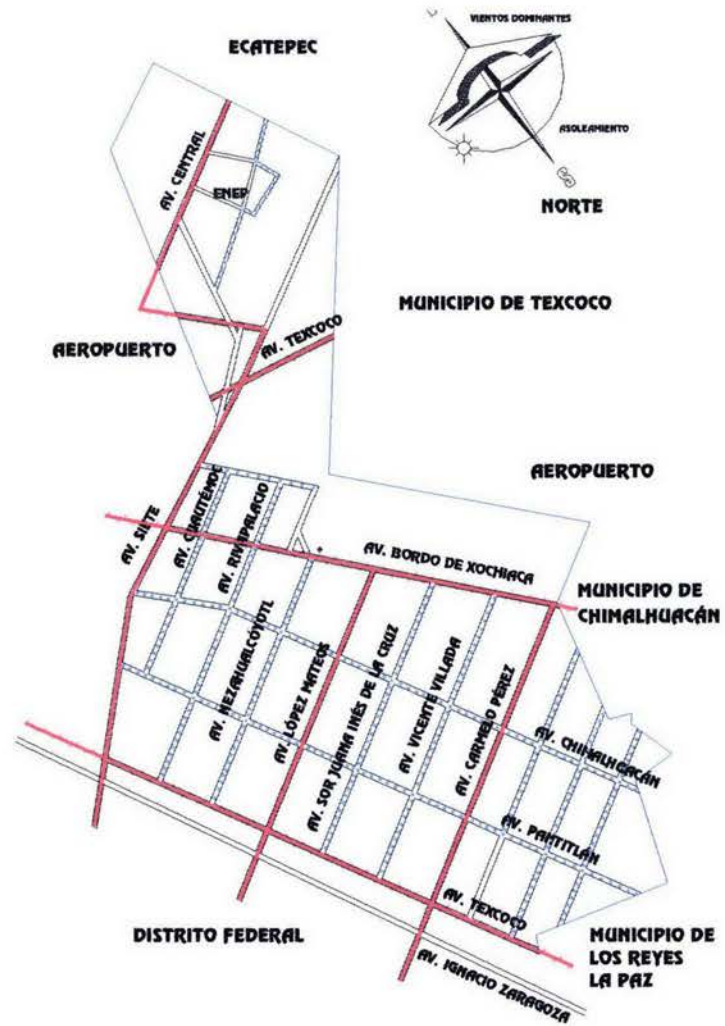 VIENTOS DOMINANTES
ECATEPEC
ASOLEAMIENTO
AV. CENTRAL
ENEP
NORTE
MUNICIPIO DE TEXCOCO
AEROPUERTO
AV. TEXCOCO
AEROPUERTO
AV. SIETE
AV. CUAUTÉMOC
AV. RIVAPALACIO
AV. BORDO DE XOCHIACA
MUNICIPIO DE
CHIMALHUACÁN
AV. NEZAHUALCÓYOTL
AV. LÓPEZ MATEOS
AV. SOR JUANA INÉS DE LA CRUZ
AV. VICENTE VILLADA
AV. CARMELO PÉREZ
AV. CHIMALHUACÁN
AV. PANTITLÁN
AV. TEXCOCO
DISTRITO FEDERAL
MUNICIPIO DE
LOS REYES
LA PAZ
AV. IGNACIO ZARAGOZA